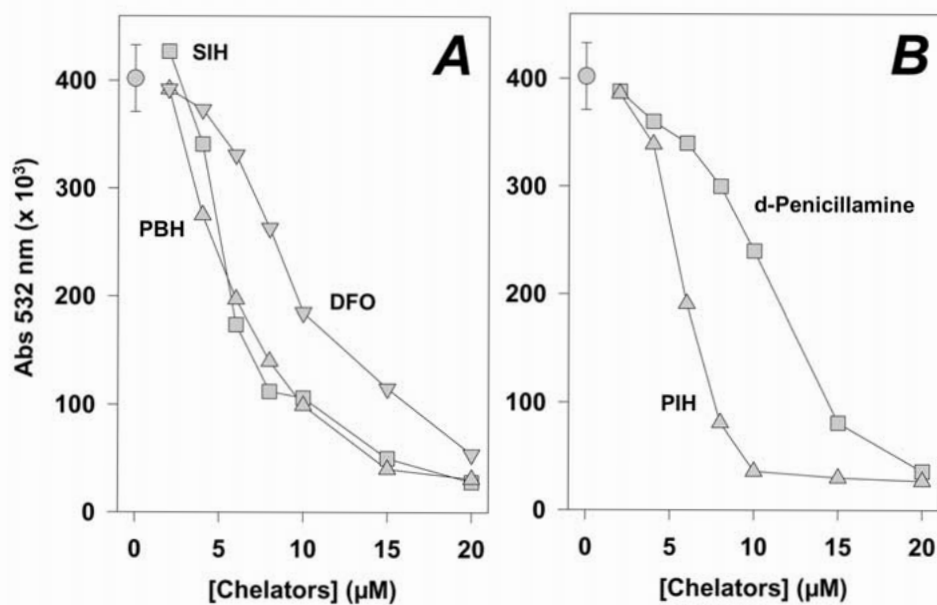 A
B
SIH
PBH
DFO
d-Penicillamine
PIH
Abs 532 nm (x 10³)
400
300
200
100
0
400
300
200
100
0
0 5 10 15 20
0 5 10 15 20
[Chelators] (µM)
[Chelators] (µM)